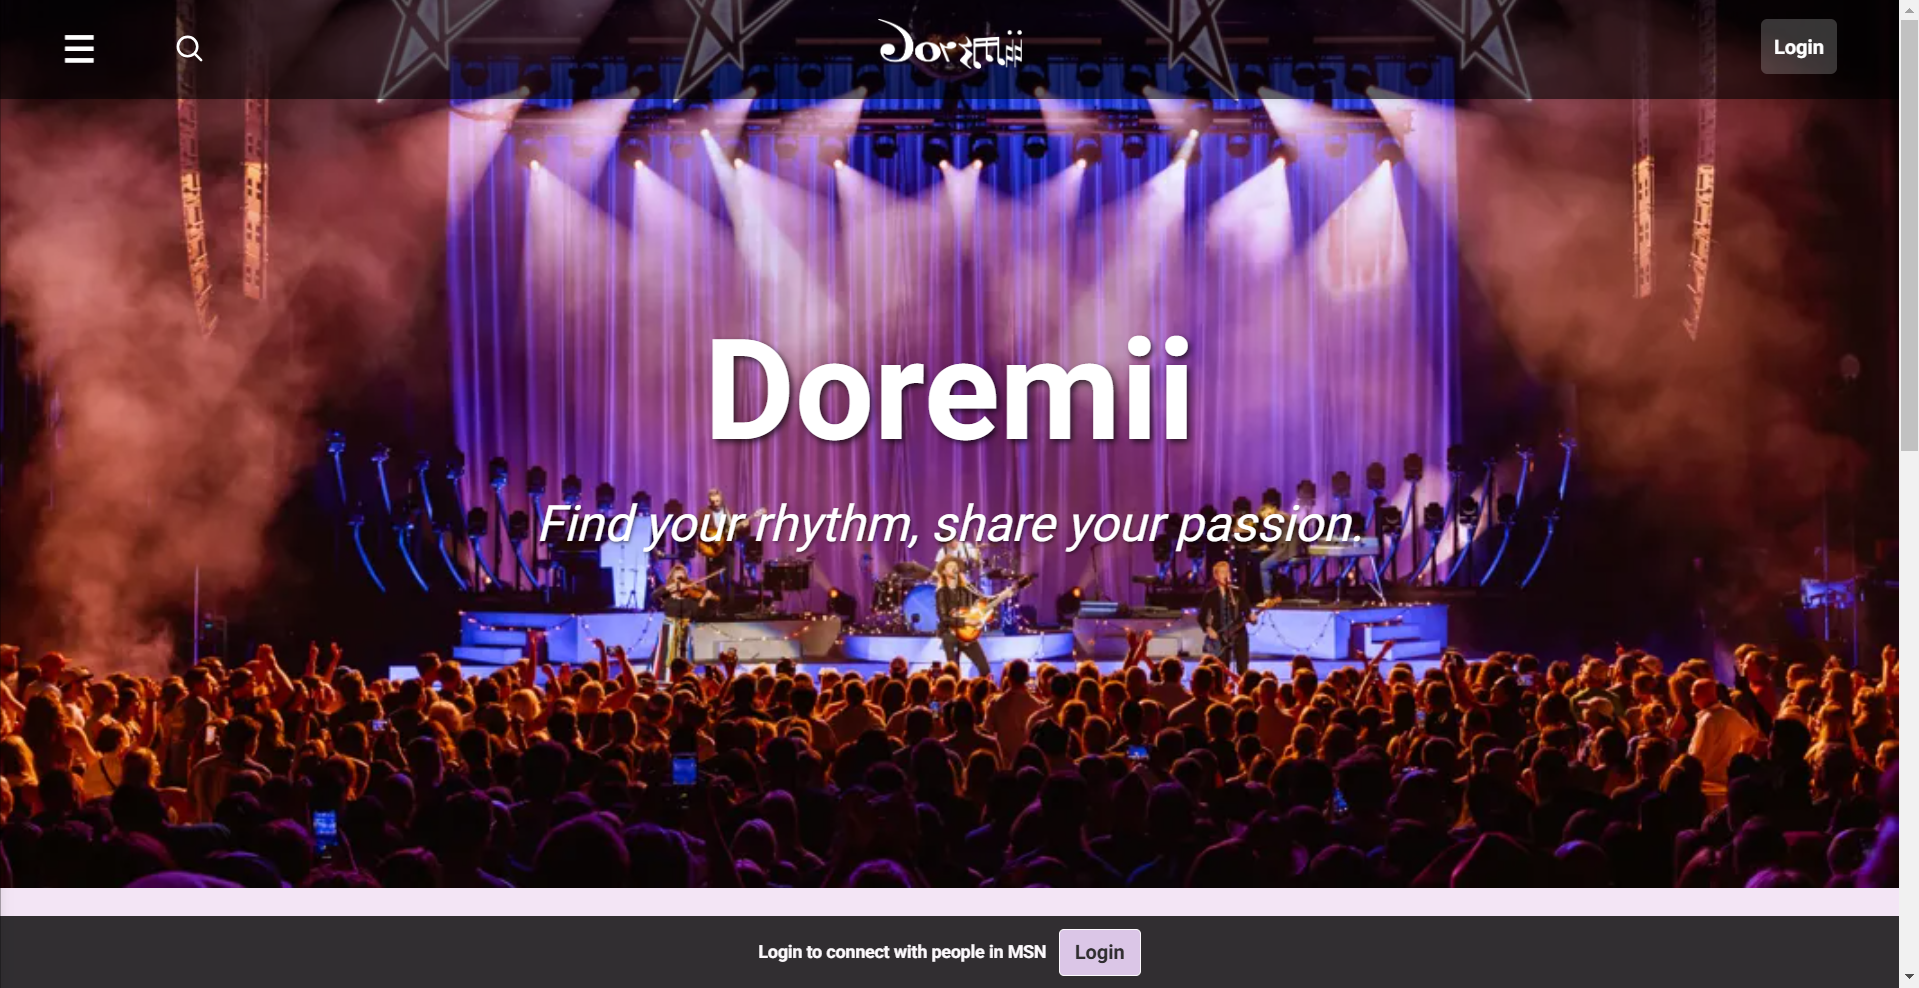 Doremii
Login
Doremii
Find your rhythm, share your passion.
Login to connect with people in MSN
Login